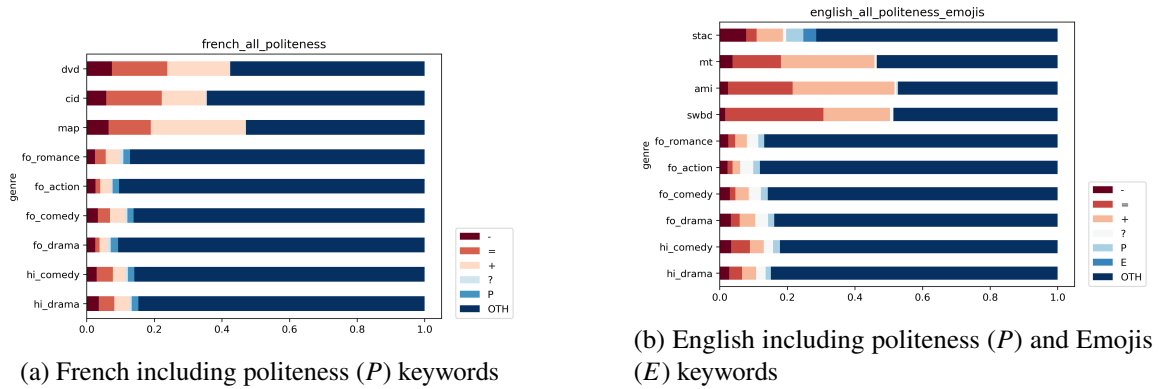 french_all_politeness
genre
dvd
cid
map
fo_romance
fo_action
fo_comedy
fo_drama
hi_comedy
hi_drama
0.0 0.2 0.4 0.6 0.8 1.0
-
=
+
?
P
OTH
(a) French including politeness (P) keywords
english_all_politeness_emojis
genre
stac
mt
ami
swbd
fo_romance
fo_action
fo_comedy
fo_drama
hi_comedy
hi_drama
0.0 0.2 0.4 0.6 0.8 1.0
-
=
+
?
P
E
OTH
(b) English including politeness (P) and Emojis
(E) keywords